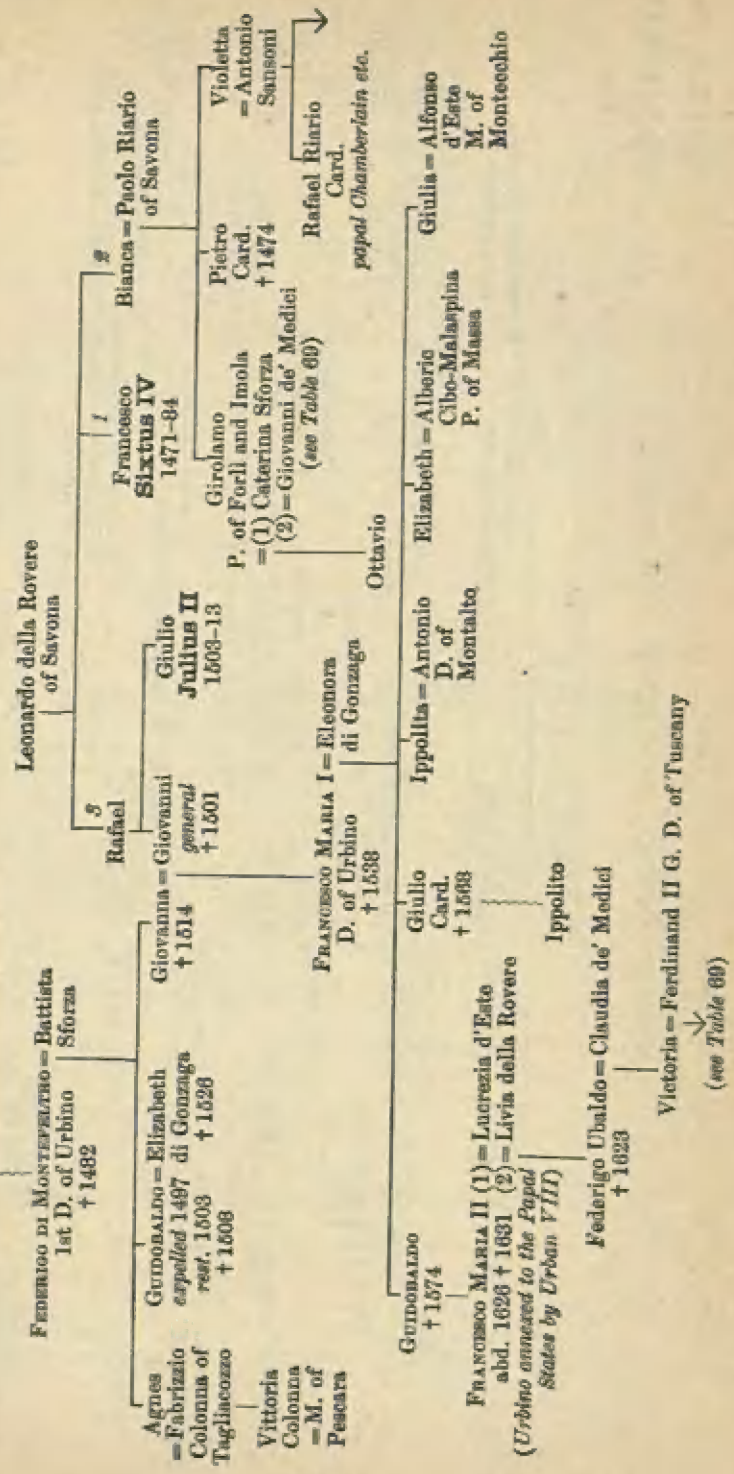 Leonardo della Rovere
of Savona
FEDERIGO DI MONTEFELTRO = Battista
1st D. of Urbino Sforza
† 1482
3
Rafael
1
Francesco
Sixtus IV
1471–84
2
Bianca = Paolo Riario
of Savona
Agnes
= Fabrizzio
Colonna of
Tagliacozzo
GUIDOBALDO = Elizabeth
expelled 1497 di Gonzaga
rest. 1503 † 1526
† 1508
Giovanna = Giovanni
† 1514 general
† 1501
Giulio
Julius II
1503–13
Girolamo
P. of Forlì and Imola
= (1) Caterina Sforza
(2) = Giovanni de' Medici
(see Table 69)
Pietro
Card.
† 1474
Violetta
= Antonio
Sansoni
Vittoria
Colonna
= M. of
Pescara
FRANCESCO MARIA I = Eleonora
D. of Urbino di Gonzaga
† 1538
Ottavio
Rafael Riario
Card.
papal Chamberlain etc.
GUIDOBALDO
† 1574
Giulio
Card.
† 1568
Ippolita = Antonio
D. of
Montalto
Elizabeth = Alberic
Cibo-Malaspina
P. of Massa
Giulia = Alfonso
d'Este
M. of
Montecchio
FRANCESCO MARIA II (1) = Lucrezia d'Este
abd. 1626 † 1631 (2) = Livia della Rovere
(Urbino annexed to the Papal
States by Urban VIII)
Ippolito
Federigo Ubaldo = Claudia de' Medici
† 1623
Victoria = Ferdinand II G. D. of Tuscany
(see Table 69)